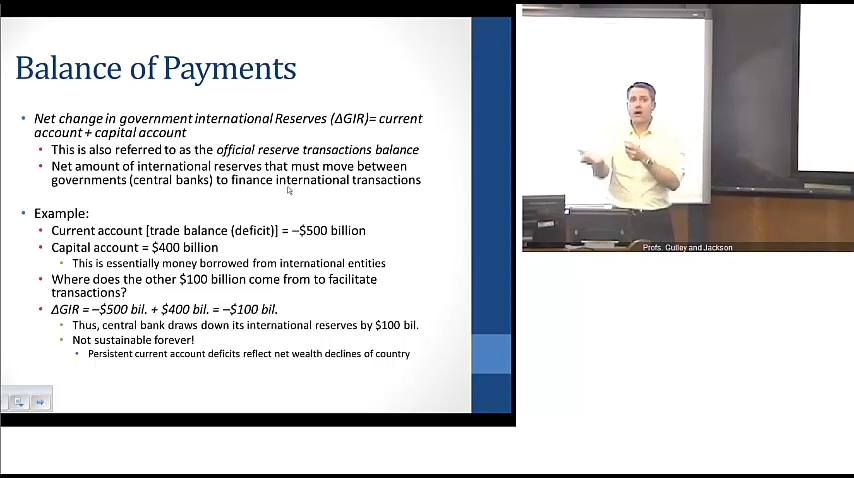 Balance of Payments
• Net change in government international Reserves (ΔGIR)= current
account + capital account
• This is also referred to as the official reserve transactions balance
• Net amount of international reserves that must move between
governments (central banks) to finance international transactions
• Example:
• Current account [trade balance (deficit)] = –$500 billion
• Capital account = $400 billion
• This is essentially money borrowed from international entities
• Where does the other $100 billion come from to facilitate
transactions?
• ΔGIR = –$500 bil. + $400 bil. = –$100 bil.
• Thus, central bank draws down its international reserves by $100 bil.
• Not sustainable forever!
• Persistent current account deficits reflect net wealth declines of country
Profs. Gulley and Jackson